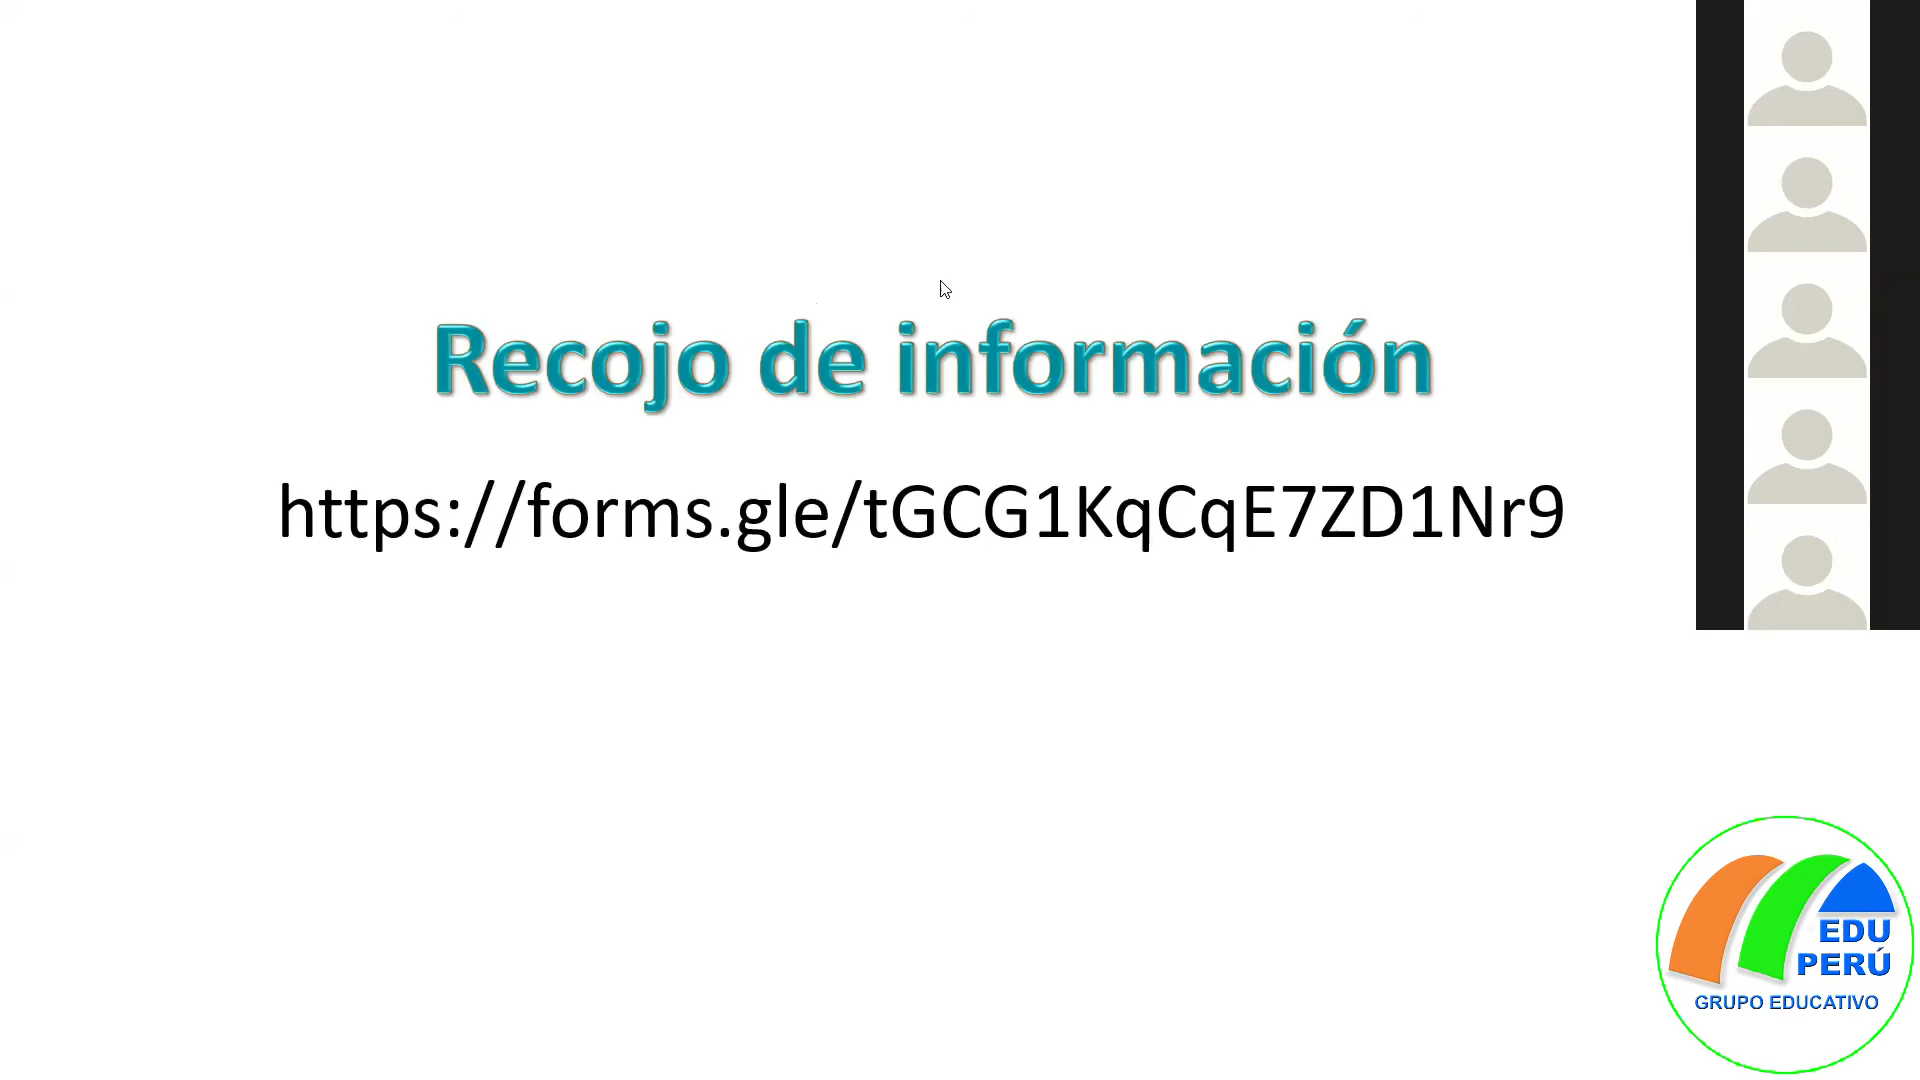 Recojo de información
https://forms.gle/tGCG1KqCqE7ZD1Nr9
EDU
PERÚ
GRUPO EDUCATIVO